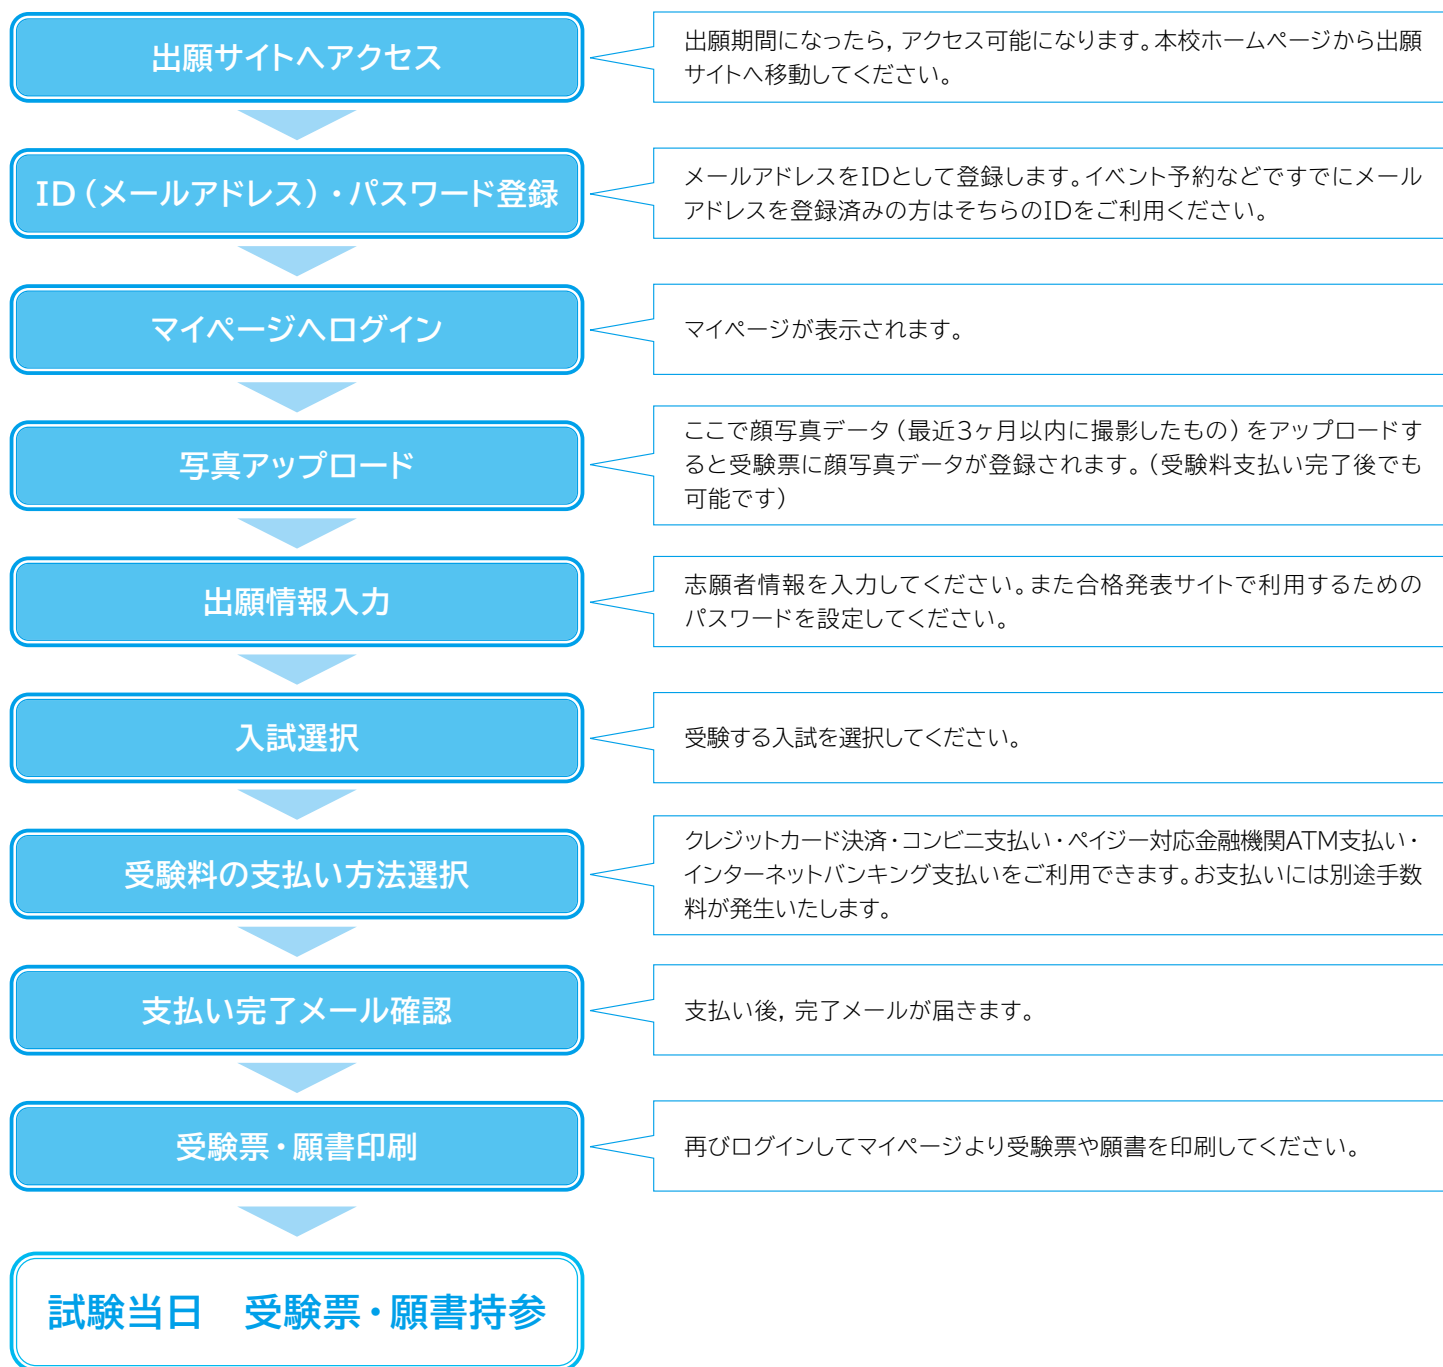 出願サイトへアクセス
出願期間になったら，アクセス可能になります。本校ホームページから出願
サイトへ移動してください。
ID（メールアドレス）・パスワード登録
メールアドレスをIDとして登録します。イベント予約などですでにメール
アドレスを登録済みの方はそちらのIDをご利用ください。
マイページへログイン
マイページが表示されます。
写真アップロード
ここで顔写真データ（最近3ヶ月以内に撮影したもの）をアップロードす
ると受験票に顔写真データが登録されます。（受験料支払い完了後でも
可能です）
出願情報入力
志願者情報を入力してください。また合格発表サイトで利用するための
パスワードを設定してください。
入試選択
受験する入試を選択してください。
受験料の支払い方法選択
クレジットカード決済・コンビニ支払い・ペイジー対応金融機関ATM支払い・
インターネットバンキング支払いをご利用できます。お支払いには別途手数
料が発生いたします。
支払い完了メール確認
支払い後，完了メールが届きます。
受験票・願書印刷
再びログインしてマイページより受験票や願書を印刷してください。
試験当日　受験票・願書持参